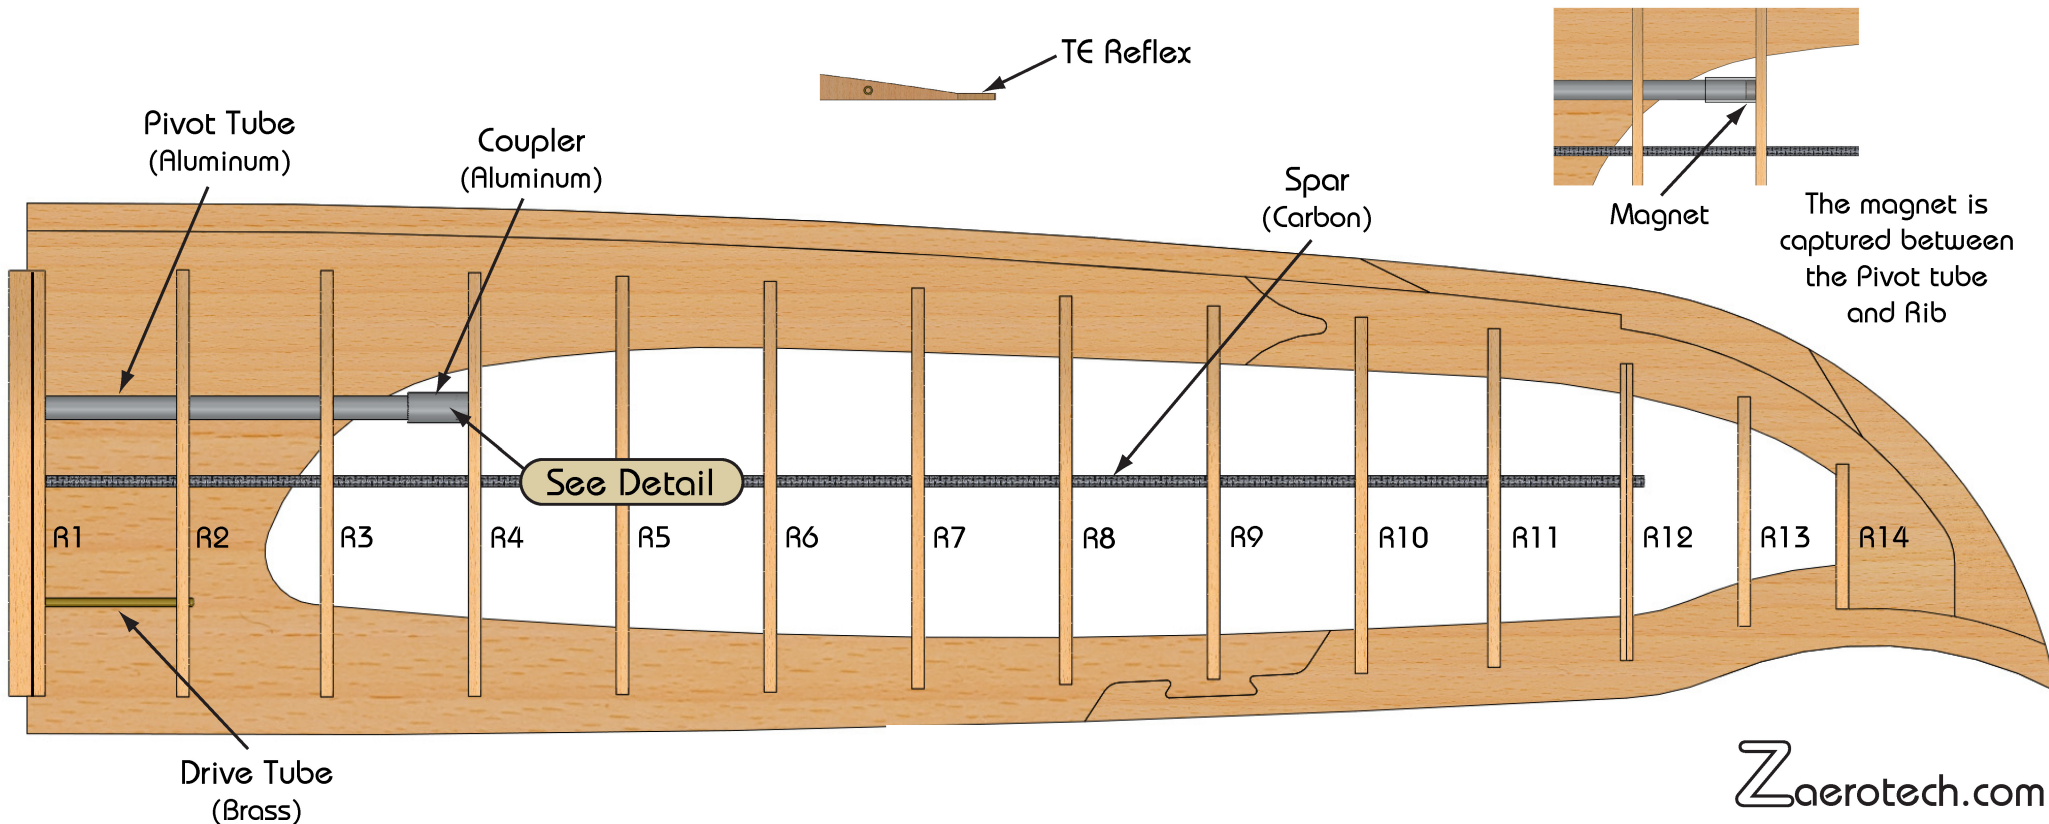 TE Reflex
Pivot Tube
(Aluminum)
Coupler
(Aluminum)
Spar
(Carbon)
Magnet
The magnet is
captured between
the Pivot tube
and Rib
See Detail
R1 R2 R3 R4 R5 R6 R7 R8 R9 R10 R11 R12 R13 R14
Drive Tube
(Brass)
Zaerotech.com